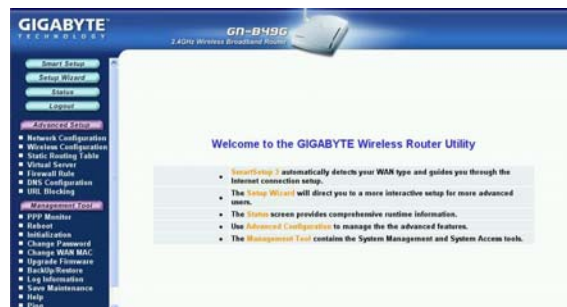 GIGABYTE
TECHNOLOGY
GN-B49G
2.4GHz Wireless Broadband Router
Smart Setup
Setup Wizard
Status
Logout
Advanced Setup
Network Configuration
Wireless Configuration
Static Routing Table
Virtual Server
Firewall Rule
DNS Configuration
URL Blocking
Management Tool
PPP Monitor
Reboot
Initialization
Change Password
Change WAN MAC
Upgrade Firmware
BackUp/Restore
Log Information
Save Maintenance
Help
Ping
Welcome to the GIGABYTE Wireless Router Utility
SmartSetup 3 automatically detects your WAN type and guides you through the
Internet connection setup.
The Setup Wizard will direct you to a more interactive setup for more advanced
users.
The Status screen provides comprehensive runtime information.
Use Advanced Configuration to manage the the advanced features.
The Management Tool contains the System Management and System Access tools.